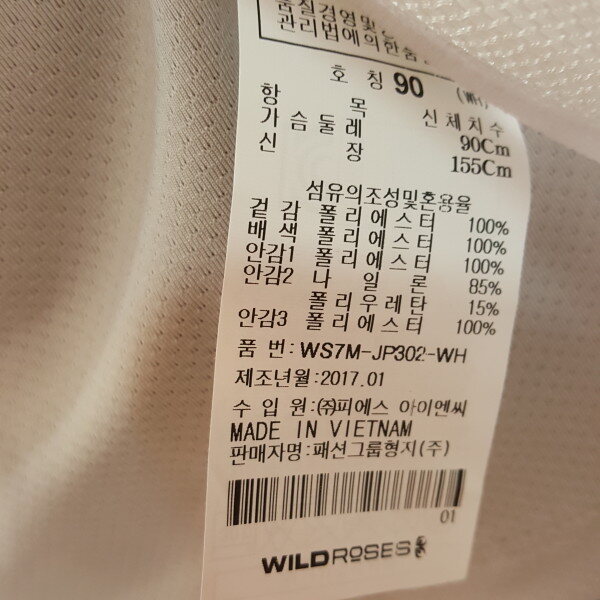 품질경영및
관리법에의한
호 칭 90 (WH)
항 목 신체치수
가슴둘레 90Cm
신 장 155Cm
섬유의조성및혼용율
겉 감 폴리에스터 100%
배 색 폴리에스터 100%
안감1 폴리에스터 100%
안감2 나 일 론 85%
폴리우레탄 15%
안감3 폴리에스터 100%
품 번: WS7M-JP302-WH
제조년월:2017.01
수 입 원:㈜피에스 아이엔씨
MADE IN VIETNAM
판매자명:패션그룹형지(주)
01
WILDROSES